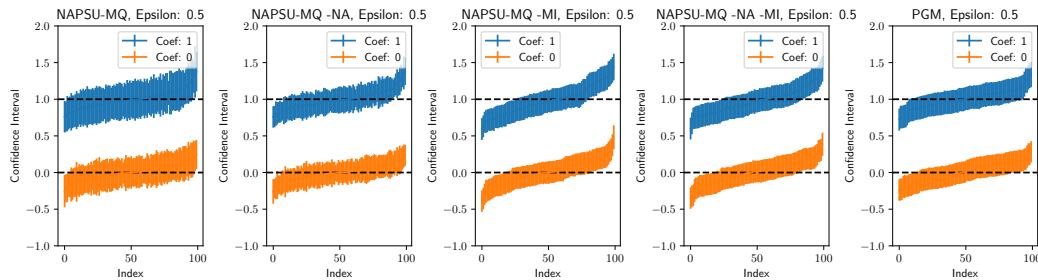 NAPSU-MQ, Epsilon: 0.5
Confidence Interval
2.0
1.5
1.0
0.5
0.0
−0.5
−1.0
Coef: 1
Coef: 0
0
50
100
Index
NAPSU-MQ -NA, Epsilon: 0.5
Confidence Interval
2.0
1.5
1.0
0.5
0.0
−0.5
−1.0
Coef: 1
Coef: 0
0
50
100
Index
NAPSU-MQ -MI, Epsilon: 0.5
Confidence Interval
2.0
1.5
1.0
0.5
0.0
−0.5
−1.0
Coef: 1
Coef: 0
0
50
100
Index
NAPSU-MQ -NA -MI, Epsilon: 0.5
Confidence Interval
2.0
1.5
1.0
0.5
0.0
−0.5
−1.0
Coef: 1
Coef: 0
0
50
100
Index
PGM, Epsilon: 0.5
Confidence Interval
2.0
1.5
1.0
0.5
0.0
−0.5
−1.0
Coef: 1
Coef: 0
0
50
100
Index